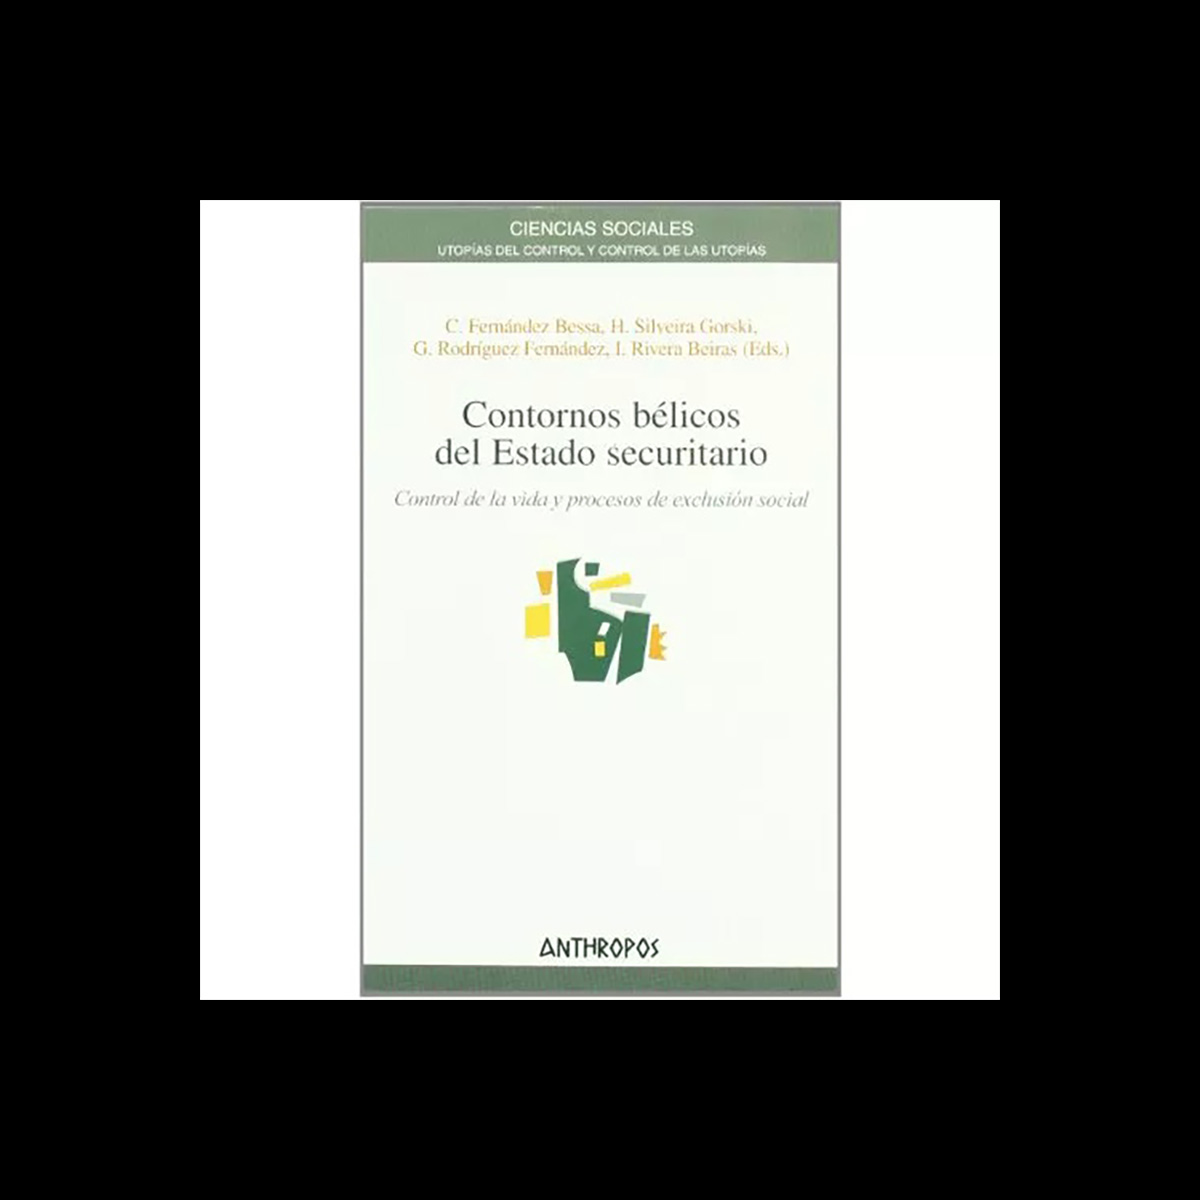 CIENCIAS SOCIALES
UTOPÍAS DEL CONTROL Y CONTROL DE LAS UTOPÍAS
C. Fernández Bessa, H. Silveira Gorski,
G. Rodríguez Fernández, I. Rivera Beiras (Eds.)
Contornos bélicos
del Estado securitario
Control de la vida y procesos de exclusión social
ANTHROPOS